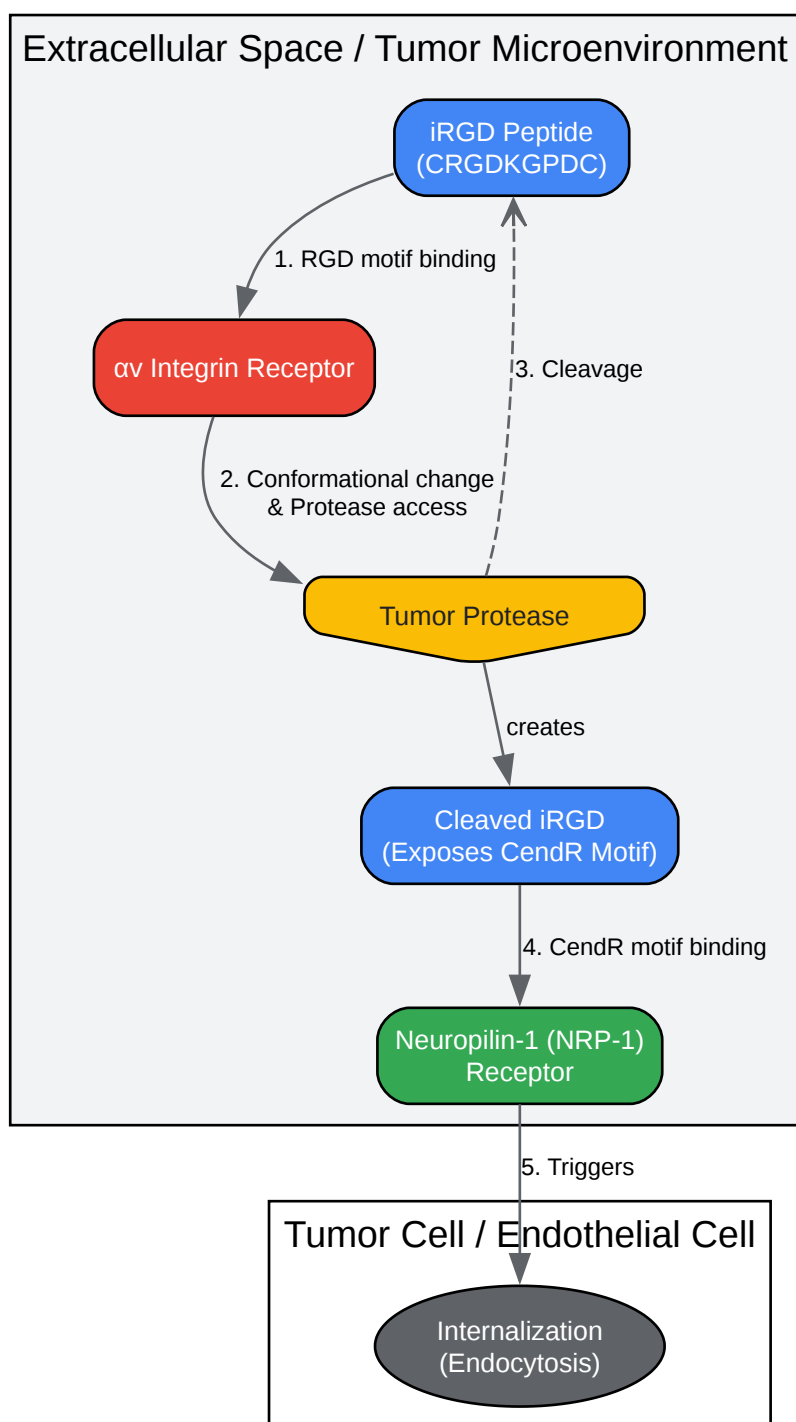 Extracellular Space / Tumor Microenvironment
iRGD Peptide
(CRGDKGPDC)
1. RGD motif binding
αv Integrin Receptor
3. Cleavage
2. Conformational change
& Protease access
Tumor Protease
creates
Cleaved iRGD
(Exposes CendR Motif)
4. CendR motif binding
Neuropilin-1 (NRP-1)
Receptor
5. Triggers
Tumor Cell / Endothelial Cell
Internalization
(Endocytosis)